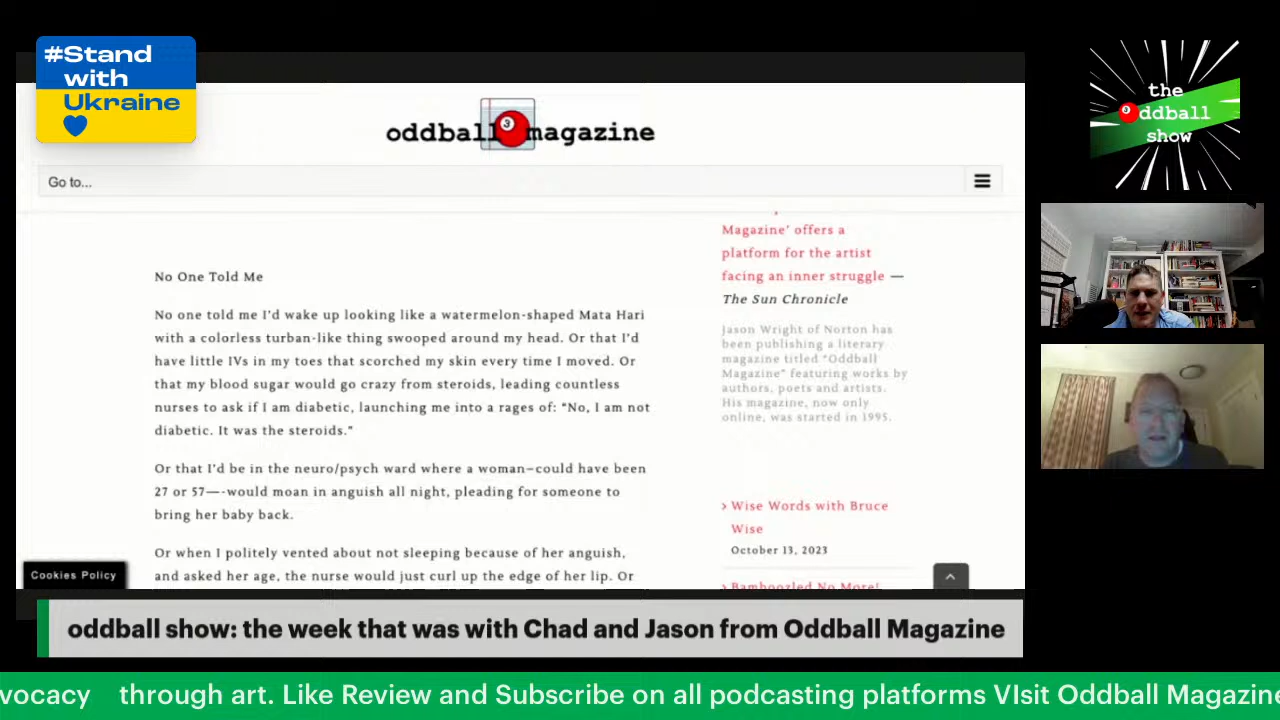 #Stand
with
Ukraine
oddball magazine
3
Go to...
No One Told Me
No one told me I'd wake up looking like a watermelon-shaped Mata Hari
with a colorless turban-like thing swooped around my head. Or that I'd
have little IVs in my toes that scorched my skin every time I moved. Or
that my blood sugar would go crazy from steroids, leading countless
nurses to ask if I am diabetic, launching me into a rages of: “No, I am not
diabetic. It was the steroids.”
Or that I'd be in the neuro/psych ward where a woman–could have been
27 or 57—-would moan in anguish all night, pleading for someone to
bring her baby back.
Or when I politely vented about not sleeping because of her anguish,
and asked her age, the nurse would just curl up the edge of her lip. Or
Magazine' offers a
platform for the artist
facing an inner struggle —
The Sun Chronicle
Jason Wright of Norton has
been publishing a literary
magazine titled “Oddball
Magazine” featuring works by
authors, poets and artists.
His magazine, now only
online, was started in 1995.
› Wise Words with Bruce
Wise
October 13, 2023
› Bamboozled No More!
Cookies Policy
the
3
oddball
show
oddball show: the week that was with Chad and Jason from Oddball Magazine
vocacy through art. Like Review and Subscribe on all podcasting platforms VIsit Oddball Magazine